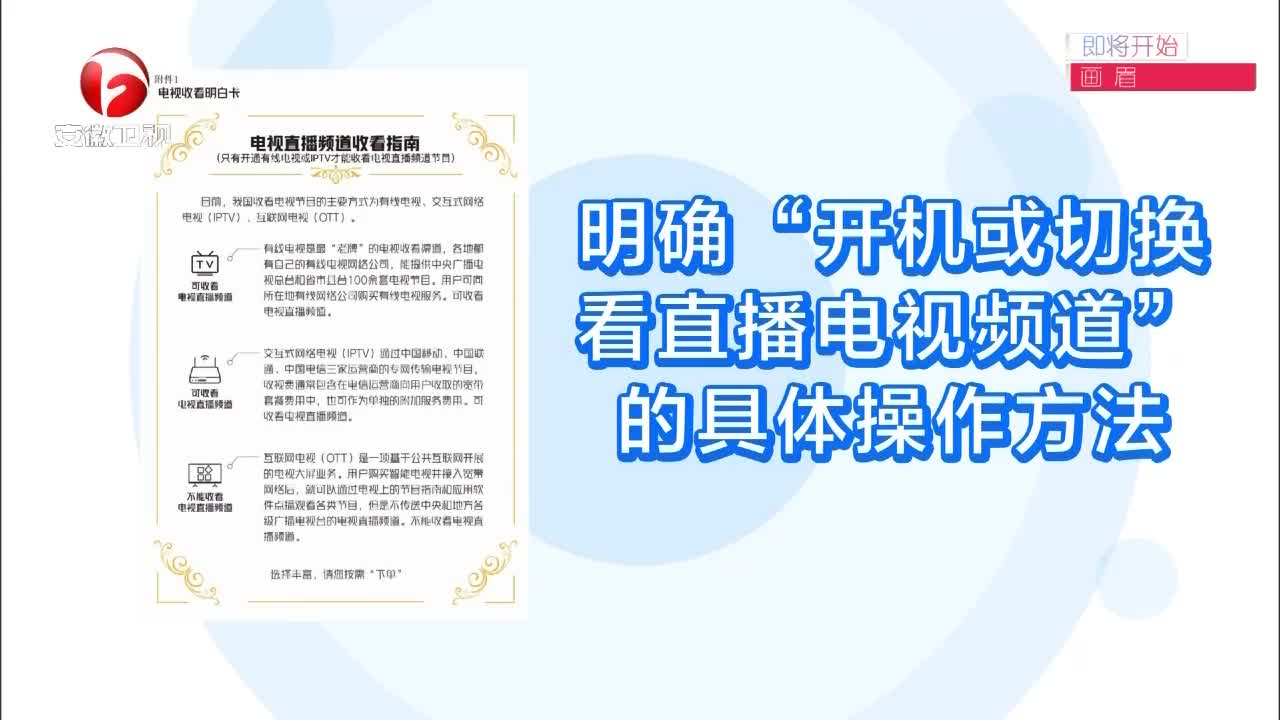 安徽卫视
即将开始
画眉
附件1
电视收看明白卡
电视直播频道收看指南
(只有开通有线电视或IPTV才能收看电视直播频道节目)
目前，我国收看电视节目的主要方式为有线电视、交互式网络
电视（IPTV）、互联网电视（OTT）。
TV
可收看
电视直播频道
有线电视是最“老牌”的电视收看渠道，各地都
有自己的有线电视网络公司，能提供中央广播电
视总台和省市县台100余套电视节目。用户可向
所在地有线网络公司购买有线电视服务。可收看
电视直播频道。
可收看
电视直播频道
交互式网络电视（IPTV）通过中国移动、中国联
通、中国电信三家运营商的专网传输电视节目，
收视费通常包含在电信运营商向用户收取的宽带
套餐费用中，也可作为单独的附加服务费用。可
收看电视直播频道。
不能收看
电视直播频道
互联网电视（OTT）是一项基于公共互联网开展
的电视大屏业务。用户购买智能电视并接入宽带
网络后，就可以通过电视上的节目指南和应用软
件点播观看各类节目，但是不传送中央和地方各
级广播电视台的电视直播频道。不能收看电视直
播频道。
选择丰富，请您按需“下单”
明确“开机或切换
看直播电视频道”
的具体操作方法